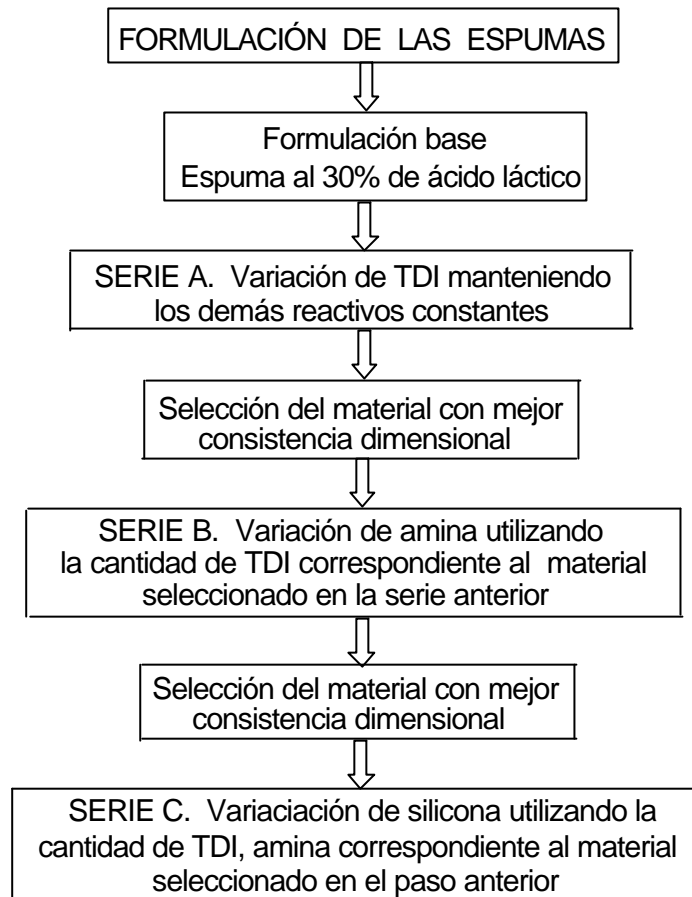 FORMULACIÓN DE LAS ESPUMAS
Formulación base
Espuma al 30% de ácido láctico
SERIE A. Variación de TDI manteniendo
los demás reactivos constantes
Selección del material con mejor
consistencia dimensional
SERIE B. Variación de amina utilizando
la cantidad de TDI correspondiente al material
seleccionado en la serie anterior
Selección del material con mejor
consistencia dimensional
SERIE C. Variaciación de silicona utilizando la
cantidad de TDI, amina correspondiente al material
seleccionado en el paso anterior